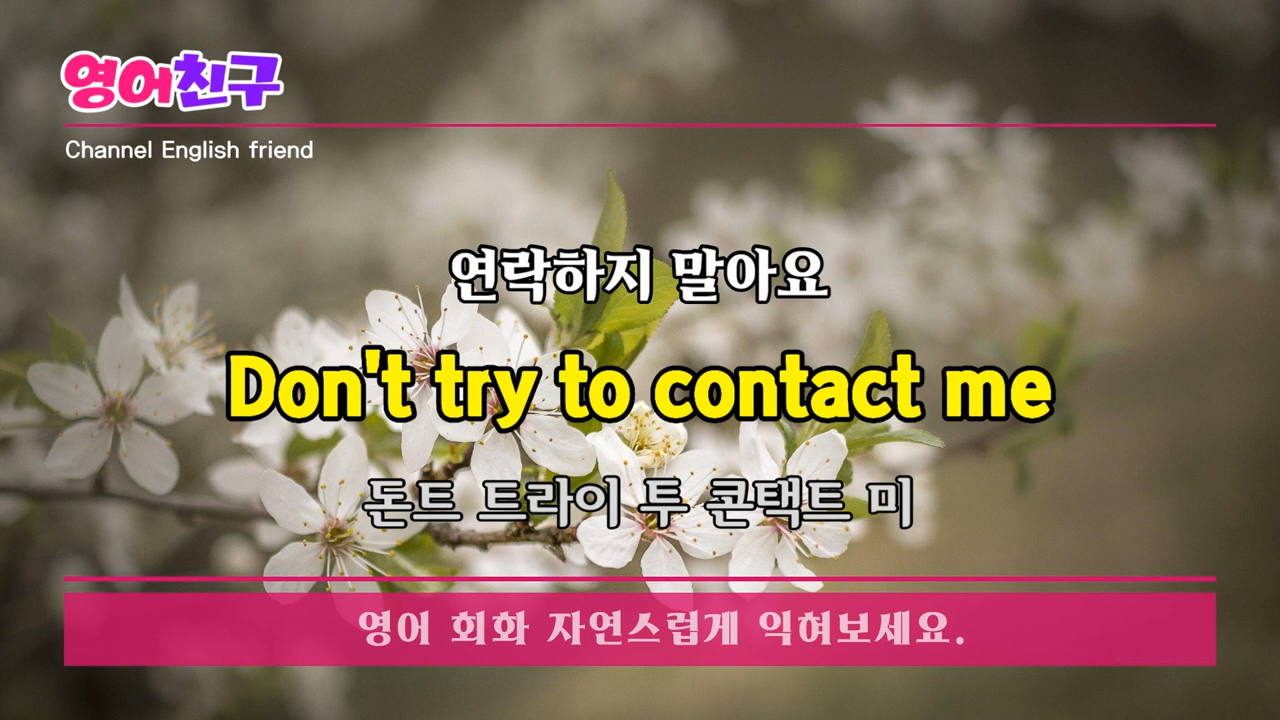 영어친구
Channel English friend
연락하지 말아요
Don't try to contact me
돈트 트라이 투 콘택트 미
영어 회화 자연스럽게 익혀보세요.